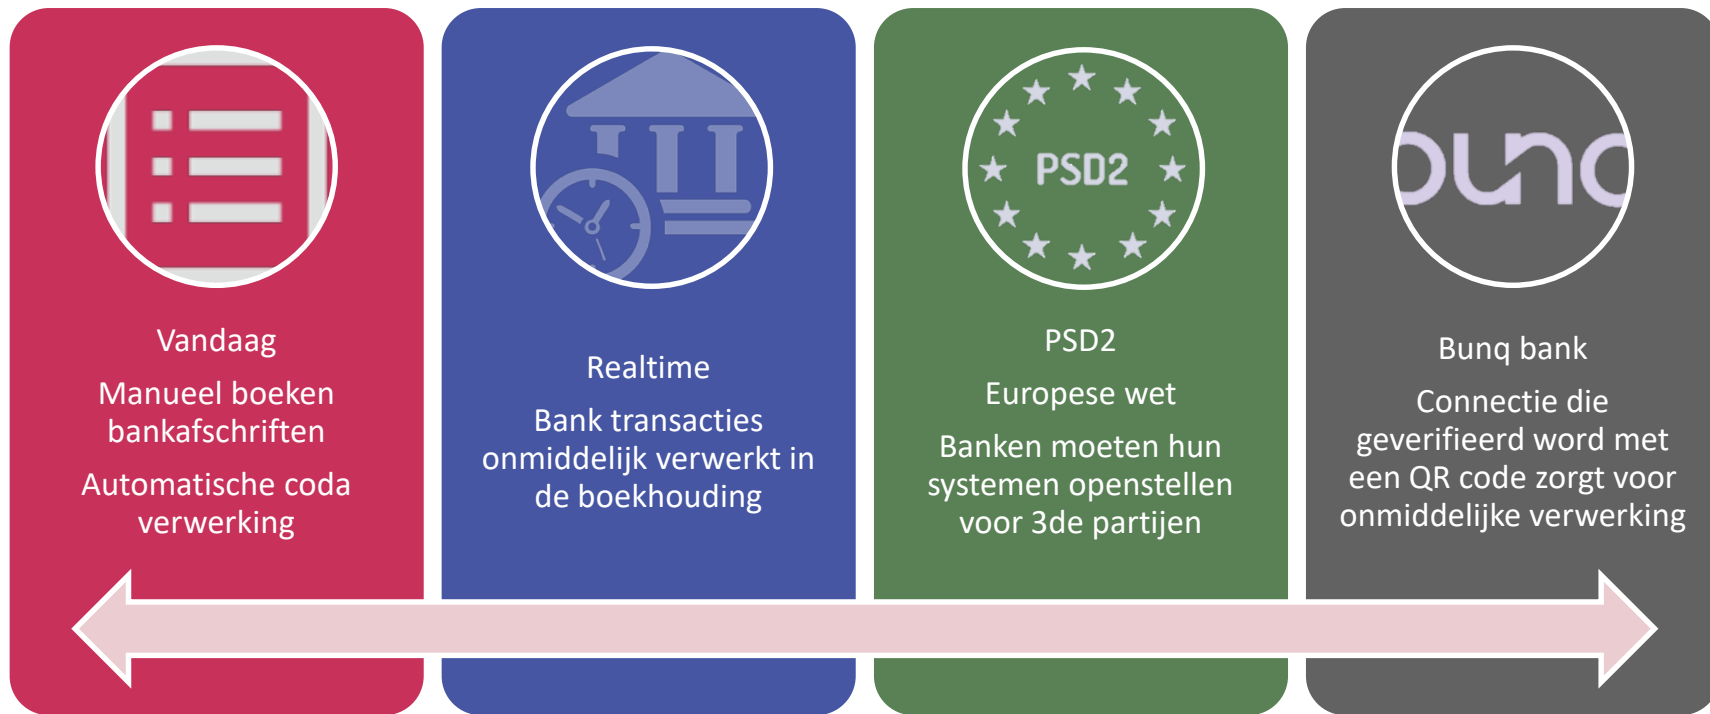 Vandaag
Manueel boeken
bankafschriften
Automatische coda
verwerking
Realtime
Bank transacties
onmiddelijk verwerkt in
de boekhouding
PSD2
PSD2
Europese wet
Banken moeten hun
systemen openstellen
voor 3de partijen
bunq
Bunq bank
Connectie die
geverifieerd word met
een QR code zorgt voor
onmiddelijke verwerking